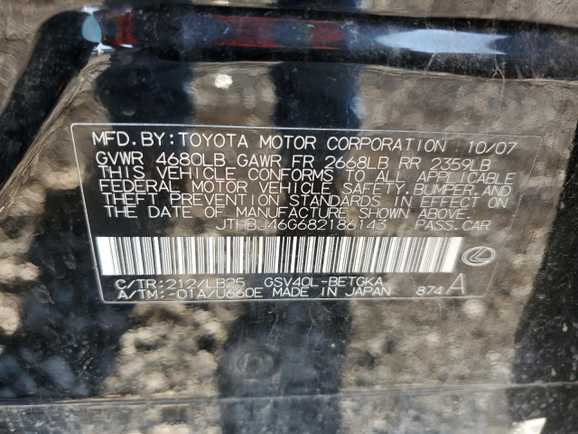 MFD.BY:TOYOTA MOTOR CORPORATION 10/07
GVWR 4680LB GAWR FR 2668LB RR 2359LB
THIS VEHICLE CONFORMS TO ALL APPLICABLE
FEDERAL MOTOR VEHICLE SAFETY,BUMPER,AND
THEFT PREVENTION STANDARDS IN EFFECT ON
THE DATE OF MANUFACTURE SHOWN ABOVE.
JTHBJ46G682186143 PASS.CAR
C/TR:212/LB25 GSV40L-BETGKA
A/TM:-01A/U660E MADE IN JAPAN 874A